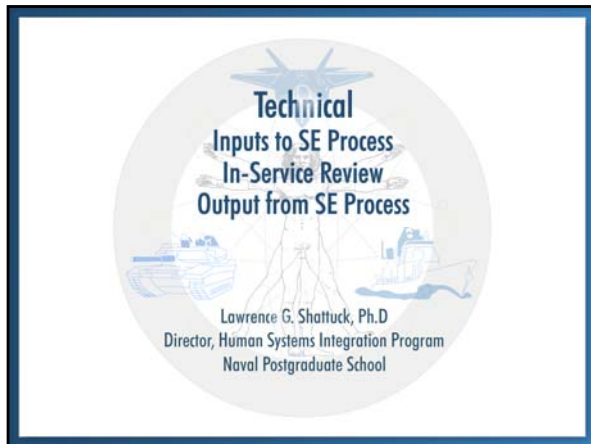 Technical
Inputs to SE Process
In-Service Review
Output from SE Process
Lawrence G. Shattuck, Ph.D
Director, Human Systems Integration Program
Naval Postgraduate School